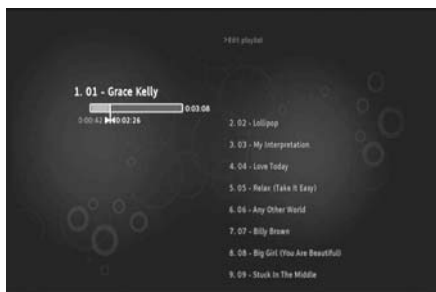 >Edit playlist
1. 01 - Grace Kelly
0:03:08
0:00:42 0:02:26
2. 02 - Lollipop
3. 03 - My Interpretation
4. 04 - Love Today
5. 05 - Relax (Take It Easy)
6. 06 - Any Other World
7. 07 - Billy Brown
8. 08 - Big Girl (You Are Beautiful)
9. 09 - Stuck In The Middle